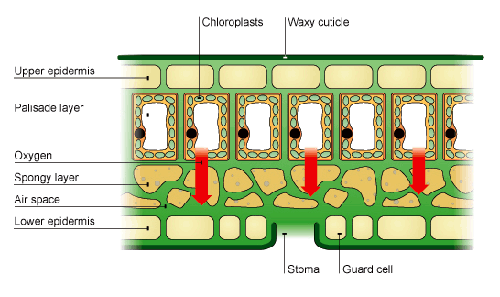 Chloroplasts
Waxy cuticle
Upper epidermis
Palisade layer
Oxygen
Spongy layer
Air space
Lower epidermis
Stoma
Guard cell